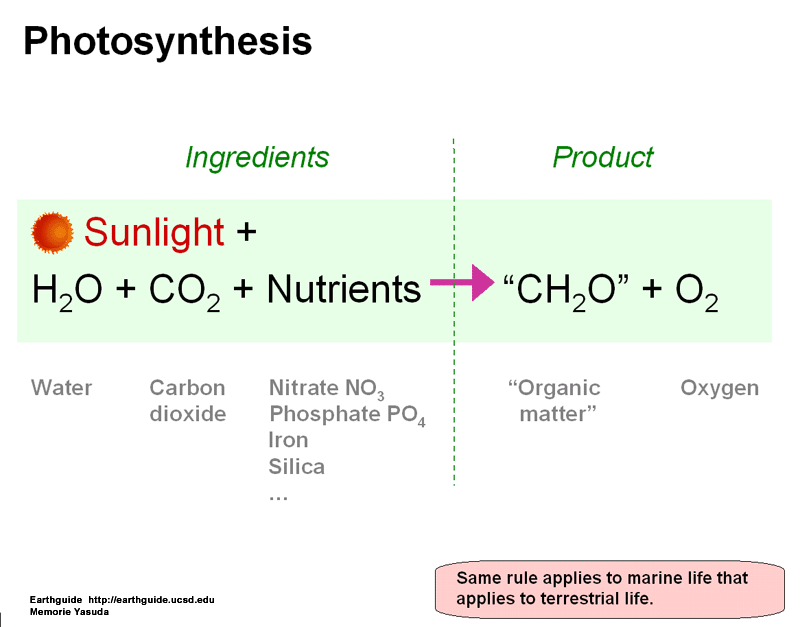 Photosynthesis
Ingredients
Product
Sunlight +
H₂O + CO₂ + Nutrients
“CH₂O” + O₂
Water
Carbon
dioxide
Nitrate NO₃
Phosphate PO₄
Iron
Silica
...
“Organic
matter”
Oxygen
Same rule applies to marine life that
applies to terrestrial life.
Earthguide http://earthguide.ucsd.edu
Memorie Yasuda